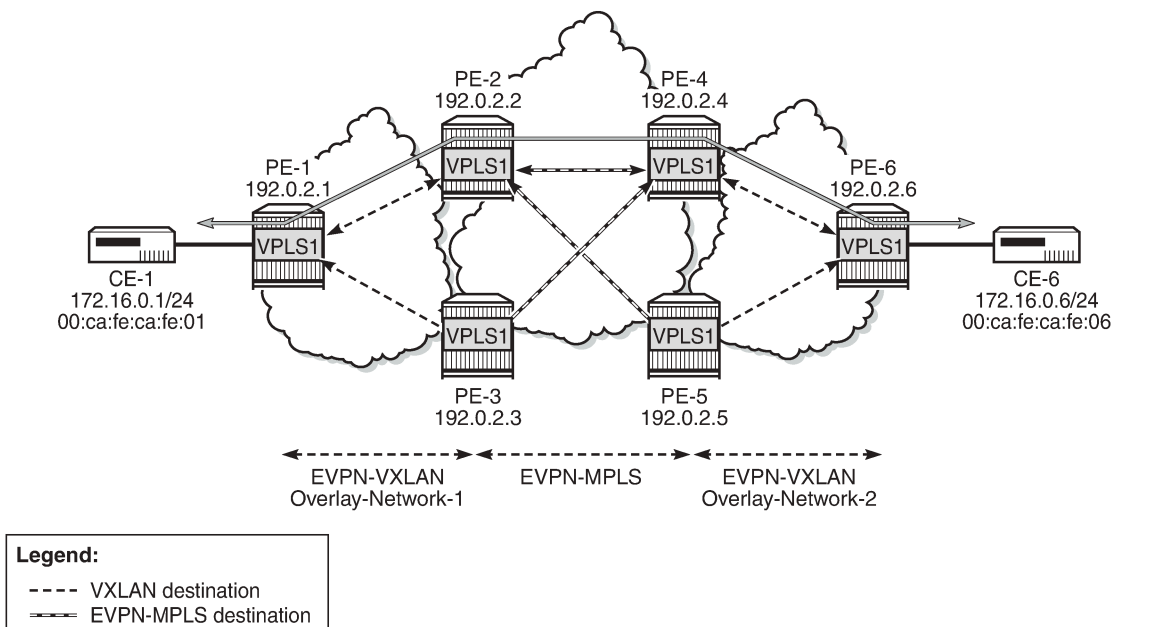 PE-2
192.0.2.2
PE-4
192.0.2.4
PE-1
192.0.2.1
PE-6
192.0.2.6
VPLS1
VPLS1
VPLS1
VPLS1
CE-1
172.16.0.1/24
00:ca:fe:ca:fe:01
CE-6
172.16.0.6/24
00:ca:fe:ca:fe:06
VPLS1
VPLS1
PE-3
192.0.2.3
PE-5
192.0.2.5
EVPN-VXLAN
Overlay-Network-1
EVPN-MPLS
EVPN-VXLAN
Overlay-Network-2
Legend:
VXLAN destination
EVPN-MPLS destination